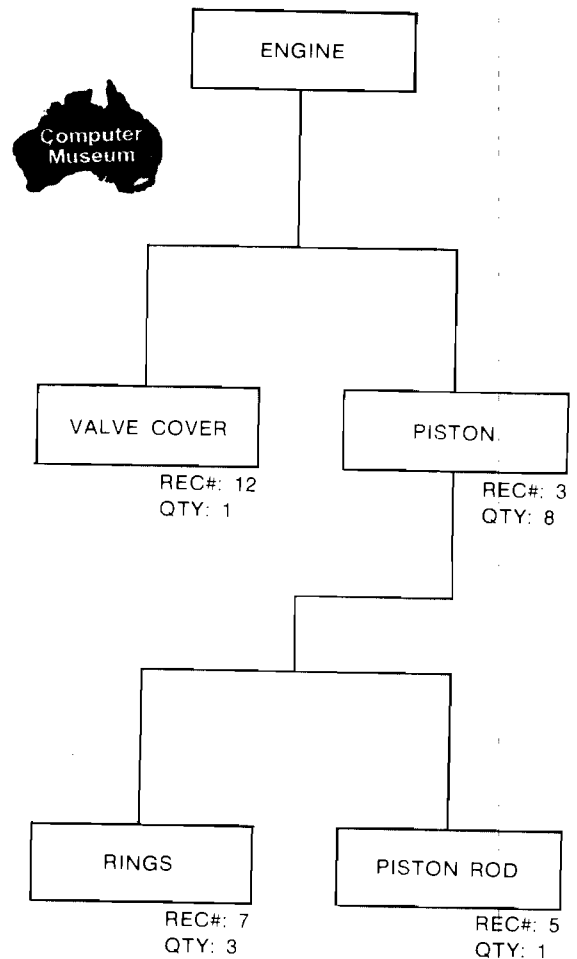 ENGINE
Computer
Museum
VALVE COVER
PISTON
REC#: 12
QTY: 1
REC#: 3
QTY: 8
RINGS
PISTON ROD
REC#: 7
QTY: 3
REC#: 5
QTY: 1